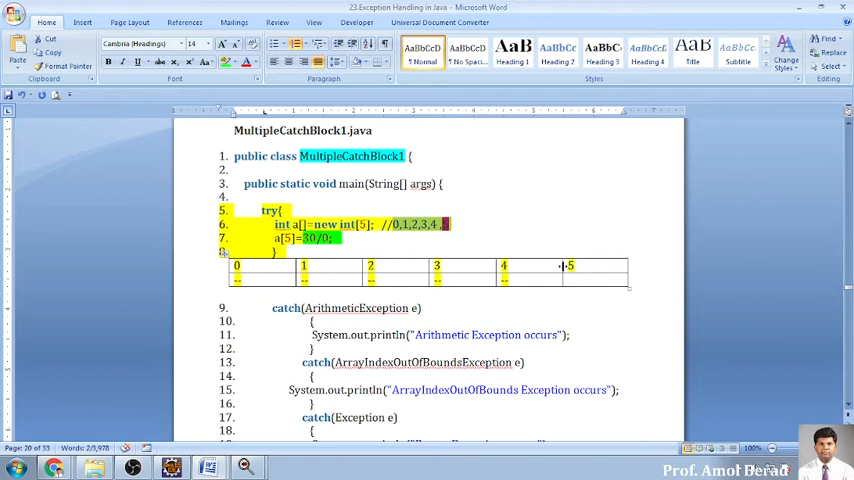 23.Exception Handling in Java - Microsoft Word
Home Insert Page Layout References Mailings Review View Developer Universal Document Converter
Cut
Copy
Format Painter
Paste
Clipboard
Cambria (Headings) 14
Font
Paragraph
AaBbCcD AaBbCcD AaB AaBbCc AaBbCc AaBbCcD AaBbC AaBbCc.
¶ Normal ¶ No Spaci... Heading 1 Heading 2 Heading 3 Heading 4 Title Subtitle
Change Styles
Styles
Find
Replace
Select
Editing
MultipleCatchBlock1.java
1. public class MultipleCatchBlock1 {
2.
3. public static void main(String[] args) {
4.
5. try{
6. int a[]=new int[5]; //0,1,2,3,4 ,5
7. a[5]=30/0;
8. }
0 1 2 3 4 5
-- -- -- -- --
9. catch(ArithmeticException e)
10. {
11. System.out.println("Arithmetic Exception occurs");
12. }
13. catch(ArrayIndexOutOfBoundsException e)
14. {
15. System.out.println("ArrayIndexOutOfBounds Exception occurs");
16. }
17. catch(Exception e)
18. {
Page: 20 of 33 Words: 2/3,978 100%
Prof. Amol Berad